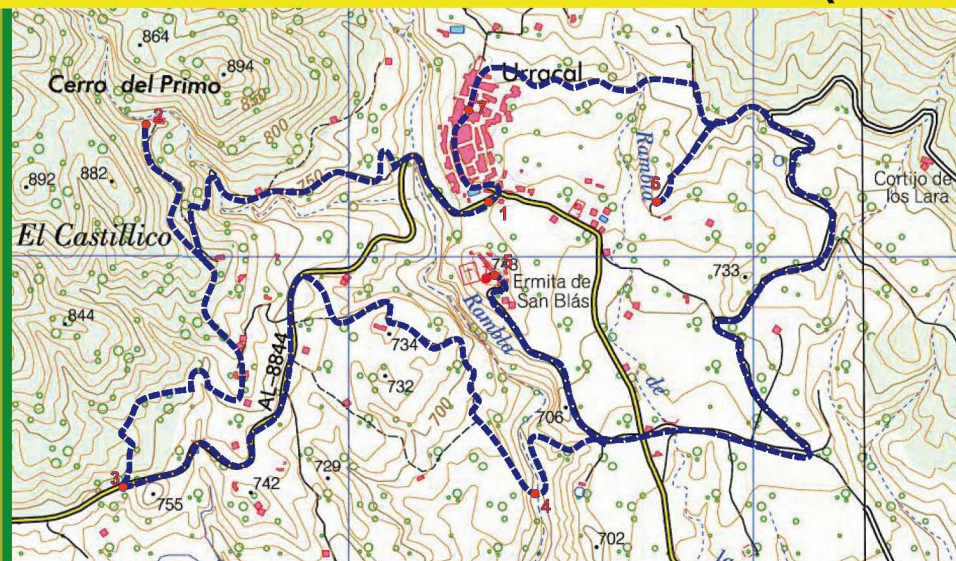 864
894
Cerro del Primo
850
800
2
892
882
750
El Castillico
844
AL-8844
3
755
742
729
734
732
700
Urracal
7
1
743
Ermita de
San Blás
Rambla
de
706
4
702
la
Rambla
6
733
Cortijo de
los Lara